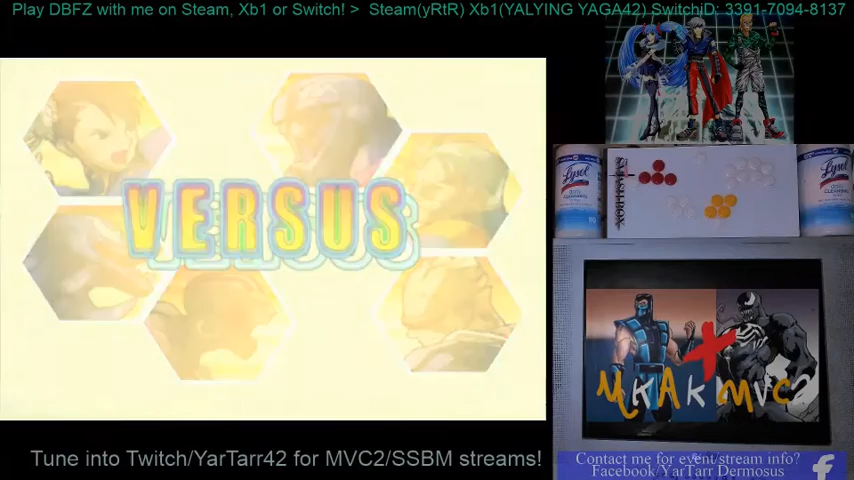 Play DBFZ with me on Steam, Xb1 or Switch! > Steam(yRtR) Xb1(YALYING YAGA42) SwitchID: 3391-7094-8137
VERSUS
Lysol
Lysol
MKAK MVC2
Tune into Twitch/YarTarr42 for MVC2/SSBM streams!
Contact me for event/stream info?
Facebook/YarTarr Dermosus
f